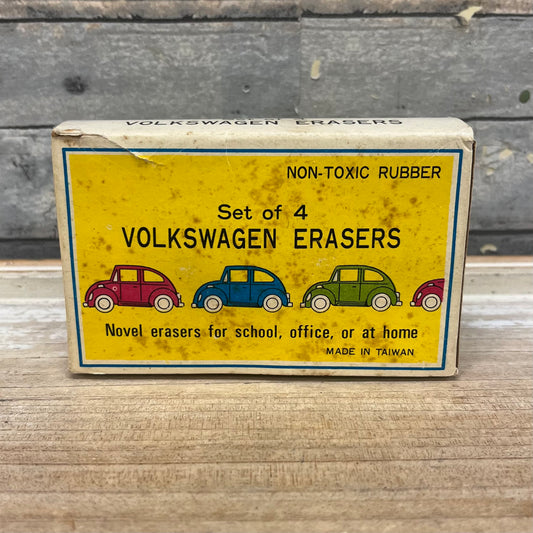 VOLKSWAGEN ERASERS
NON-TOXIC RUBBER
Set of 4
VOLKSWAGEN ERASERS
Novel erasers for school, office, or at home
MADE IN TAIWAN